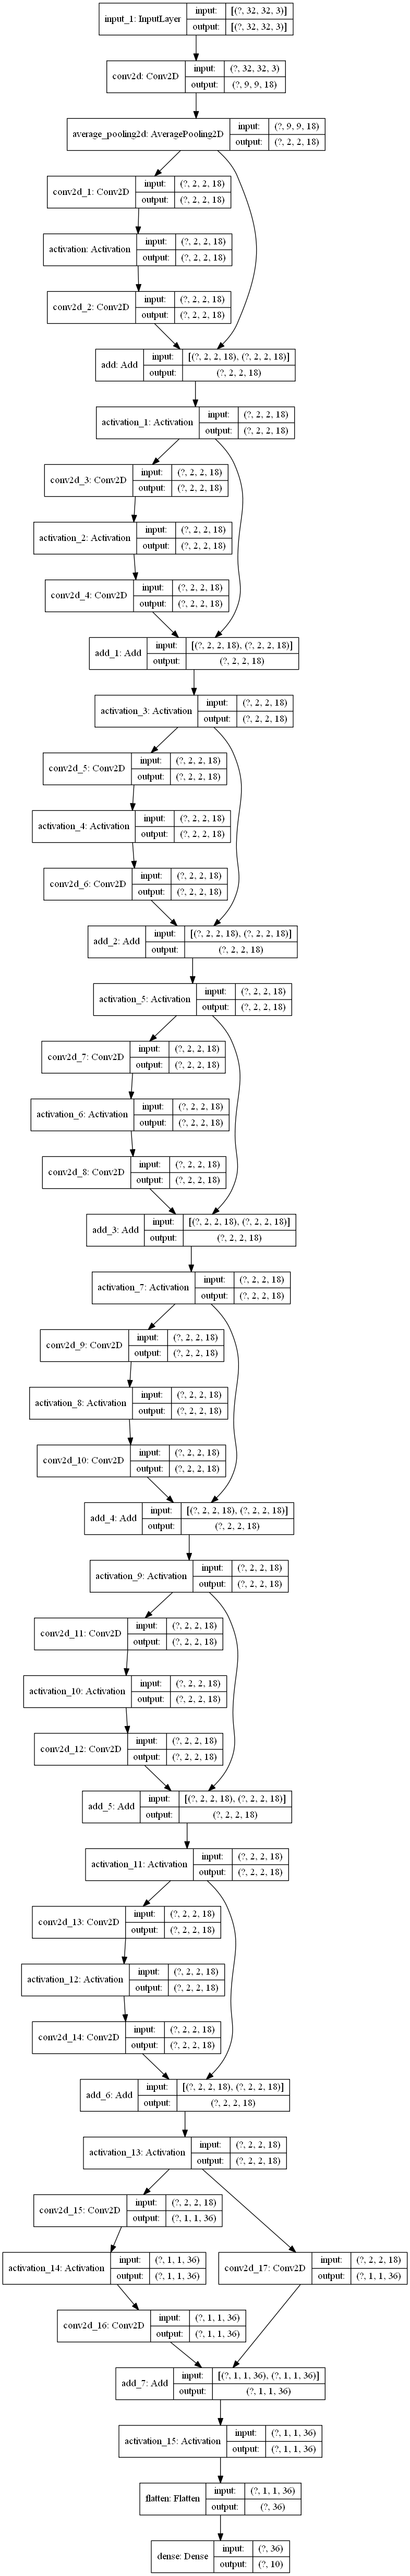 input_1: InputLayer
input: [(?, 32, 32, 3)]
output: [(?, 32, 32, 3)]
conv2d: Conv2D
input: (?, 32, 32, 3)
output: (?, 9, 9, 18)
average_pooling2d: AveragePooling2D
input: (?, 9, 9, 18)
output: (?, 2, 2, 18)
conv2d_1: Conv2D
input: (?, 2, 2, 18)
output: (?, 2, 2, 18)
activation: Activation
input: (?, 2, 2, 18)
output: (?, 2, 2, 18)
conv2d_2: Conv2D
input: (?, 2, 2, 18)
output: (?, 2, 2, 18)
add: Add
input: [(?, 2, 2, 18), (?, 2, 2, 18)]
output: (?, 2, 2, 18)
activation_1: Activation
input: (?, 2, 2, 18)
output: (?, 2, 2, 18)
conv2d_3: Conv2D
input: (?, 2, 2, 18)
output: (?, 2, 2, 18)
activation_2: Activation
input: (?, 2, 2, 18)
output: (?, 2, 2, 18)
conv2d_4: Conv2D
input: (?, 2, 2, 18)
output: (?, 2, 2, 18)
add_1: Add
input: [(?, 2, 2, 18), (?, 2, 2, 18)]
output: (?, 2, 2, 18)
activation_3: Activation
input: (?, 2, 2, 18)
output: (?, 2, 2, 18)
conv2d_5: Conv2D
input: (?, 2, 2, 18)
output: (?, 2, 2, 18)
activation_4: Activation
input: (?, 2, 2, 18)
output: (?, 2, 2, 18)
conv2d_6: Conv2D
input: (?, 2, 2, 18)
output: (?, 2, 2, 18)
add_2: Add
input: [(?, 2, 2, 18), (?, 2, 2, 18)]
output: (?, 2, 2, 18)
activation_5: Activation
input: (?, 2, 2, 18)
output: (?, 2, 2, 18)
conv2d_7: Conv2D
input: (?, 2, 2, 18)
output: (?, 2, 2, 18)
activation_6: Activation
input: (?, 2, 2, 18)
output: (?, 2, 2, 18)
conv2d_8: Conv2D
input: (?, 2, 2, 18)
output: (?, 2, 2, 18)
add_3: Add
input: [(?, 2, 2, 18), (?, 2, 2, 18)]
output: (?, 2, 2, 18)
activation_7: Activation
input: (?, 2, 2, 18)
output: (?, 2, 2, 18)
conv2d_9: Conv2D
input: (?, 2, 2, 18)
output: (?, 2, 2, 18)
activation_8: Activation
input: (?, 2, 2, 18)
output: (?, 2, 2, 18)
conv2d_10: Conv2D
input: (?, 2, 2, 18)
output: (?, 2, 2, 18)
add_4: Add
input: [(?, 2, 2, 18), (?, 2, 2, 18)]
output: (?, 2, 2, 18)
activation_9: Activation
input: (?, 2, 2, 18)
output: (?, 2, 2, 18)
conv2d_11: Conv2D
input: (?, 2, 2, 18)
output: (?, 2, 2, 18)
activation_10: Activation
input: (?, 2, 2, 18)
output: (?, 2, 2, 18)
conv2d_12: Conv2D
input: (?, 2, 2, 18)
output: (?, 2, 2, 18)
add_5: Add
input: [(?, 2, 2, 18), (?, 2, 2, 18)]
output: (?, 2, 2, 18)
activation_11: Activation
input: (?, 2, 2, 18)
output: (?, 2, 2, 18)
conv2d_13: Conv2D
input: (?, 2, 2, 18)
output: (?, 2, 2, 18)
activation_12: Activation
input: (?, 2, 2, 18)
output: (?, 2, 2, 18)
conv2d_14: Conv2D
input: (?, 2, 2, 18)
output: (?, 2, 2, 18)
add_6: Add
input: [(?, 2, 2, 18), (?, 2, 2, 18)]
output: (?, 2, 2, 18)
activation_13: Activation
input: (?, 2, 2, 18)
output: (?, 2, 2, 18)
conv2d_15: Conv2D
input: (?, 2, 2, 18)
output: (?, 1, 1, 36)
activation_14: Activation
input: (?, 1, 1, 36)
output: (?, 1, 1, 36)
conv2d_17: Conv2D
input: (?, 2, 2, 18)
output: (?, 1, 1, 36)
conv2d_16: Conv2D
input: (?, 1, 1, 36)
output: (?, 1, 1, 36)
add_7: Add
input: [(?, 1, 1, 36), (?, 1, 1, 36)]
output: (?, 1, 1, 36)
activation_15: Activation
input: (?, 1, 1, 36)
output: (?, 1, 1, 36)
flatten: Flatten
input: (?, 1, 1, 36)
output: (?, 36)
dense: Dense
input: (?, 36)
output: (?, 10)